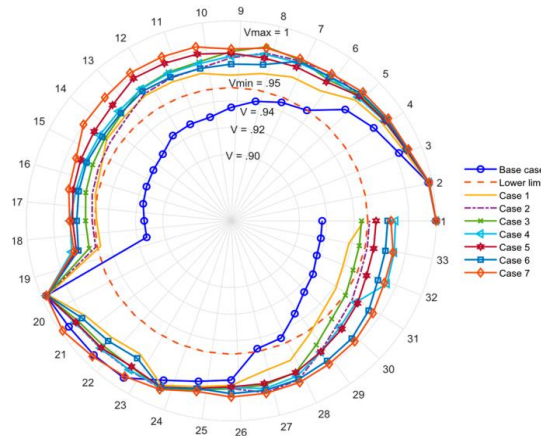 9
10
8
11
7
12
6
13
5
14
4
15
3
16
2
17
1
18
33
19
32
20
31
21
30
22
29
23
28
24
27
25
26
Vmax = 1
Vmin = .95
V = .94
V = .92
V = .90
Base case
Lower lim
Case 1
Case 2
Case 3
Case 4
Case 5
Case 6
Case 7